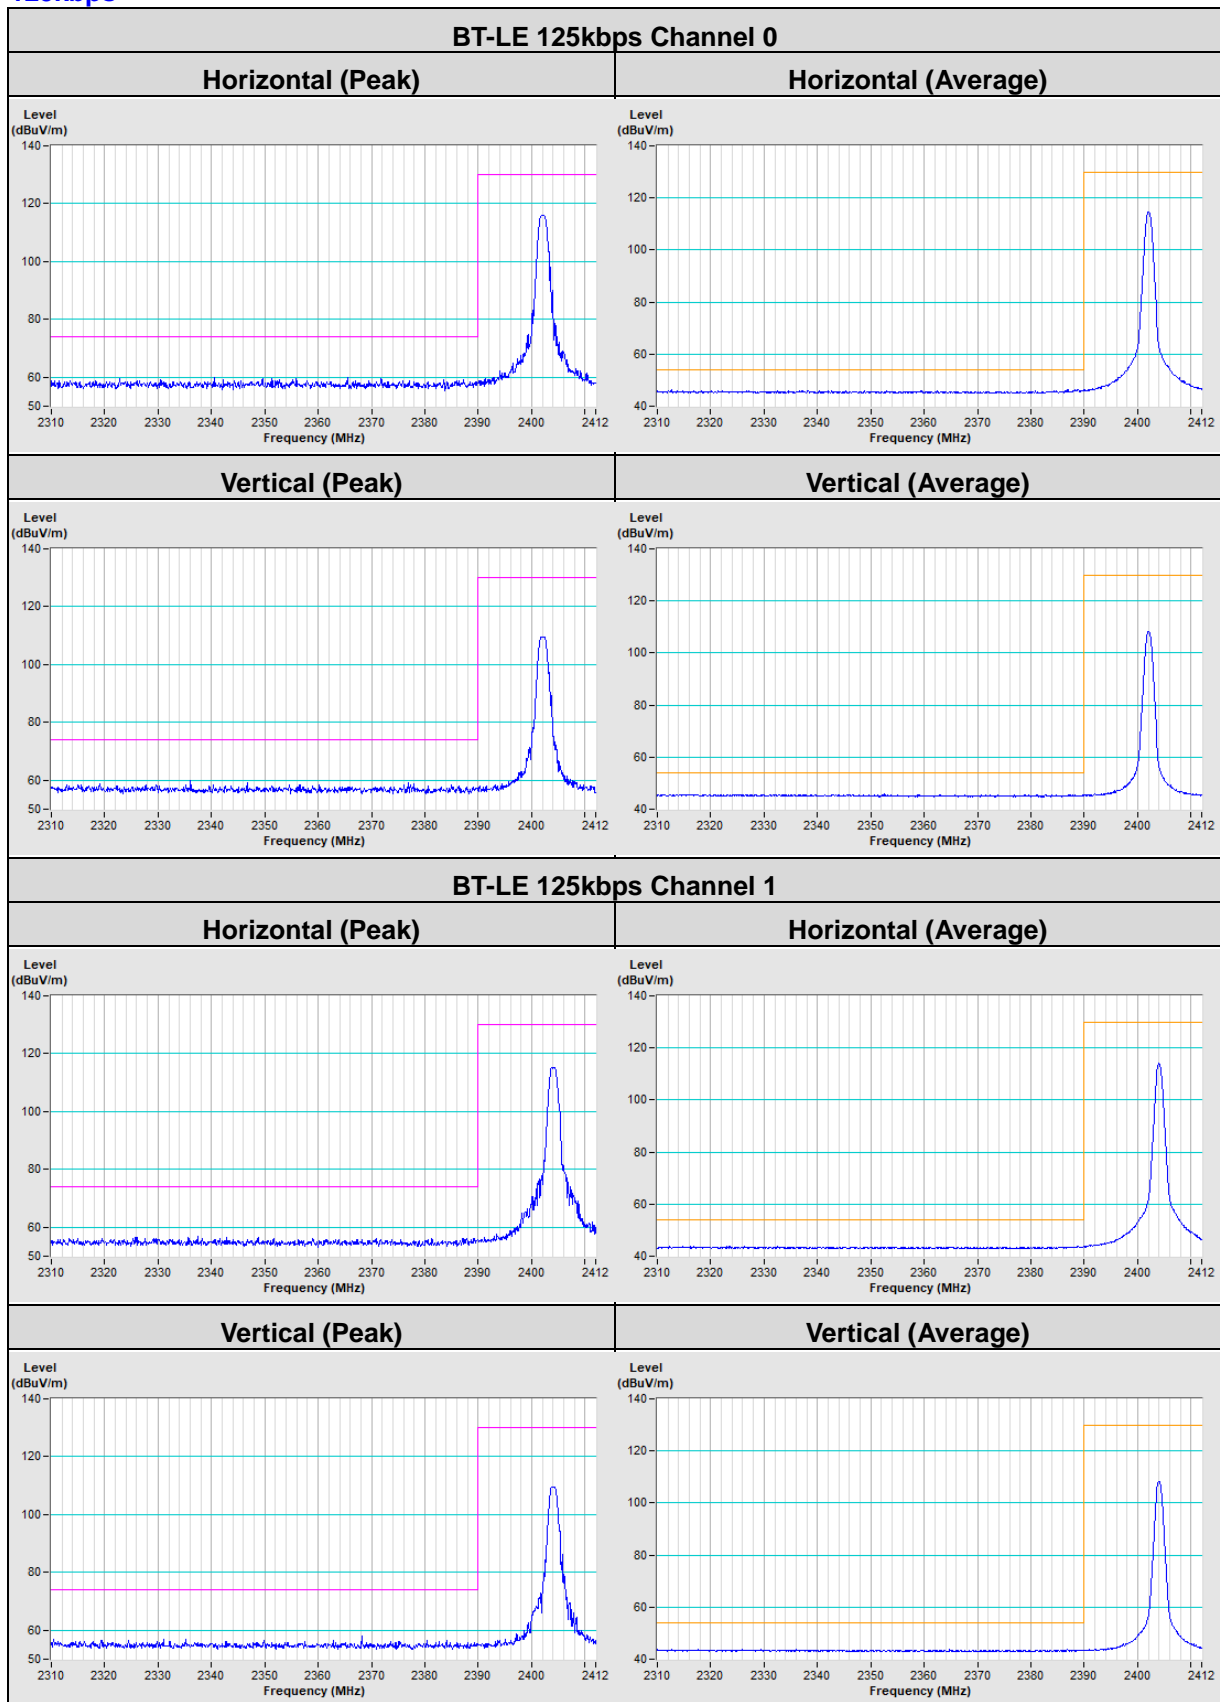 BT-LE 125kbps Channel 0
Horizontal (Peak) Horizontal (Average)
Level
(dBuV/m)
140
120
100
80
60
50
2310 2320 2330 2340 2350 2360 2370 2380 2390 2400 2412
Frequency (MHz)
Level
(dBuV/m)
140
120
100
80
60
40
2310 2320 2330 2340 2350 2360 2370 2380 2390 2400 2412
Frequency (MHz)
Vertical (Peak) Vertical (Average)
Level
(dBuV/m)
140
120
100
80
60
50
2310 2320 2330 2340 2350 2360 2370 2380 2390 2400 2412
Frequency (MHz)
Level
(dBuV/m)
140
120
100
80
60
40
2310 2320 2330 2340 2350 2360 2370 2380 2390 2400 2412
Frequency (MHz)
BT-LE 125kbps Channel 1
Horizontal (Peak) Horizontal (Average)
Level
(dBuV/m)
140
120
100
80
60
50
2310 2320 2330 2340 2350 2360 2370 2380 2390 2400 2412
Frequency (MHz)
Level
(dBuV/m)
140
120
100
80
60
40
2310 2320 2330 2340 2350 2360 2370 2380 2390 2400 2412
Frequency (MHz)
Vertical (Peak) Vertical (Average)
Level
(dBuV/m)
140
120
100
80
60
50
2310 2320 2330 2340 2350 2360 2370 2380 2390 2400 2412
Frequency (MHz)
Level
(dBuV/m)
140
120
100
80
60
40
2310 2320 2330 2340 2350 2360 2370 2380 2390 2400 2412
Frequency (MHz)